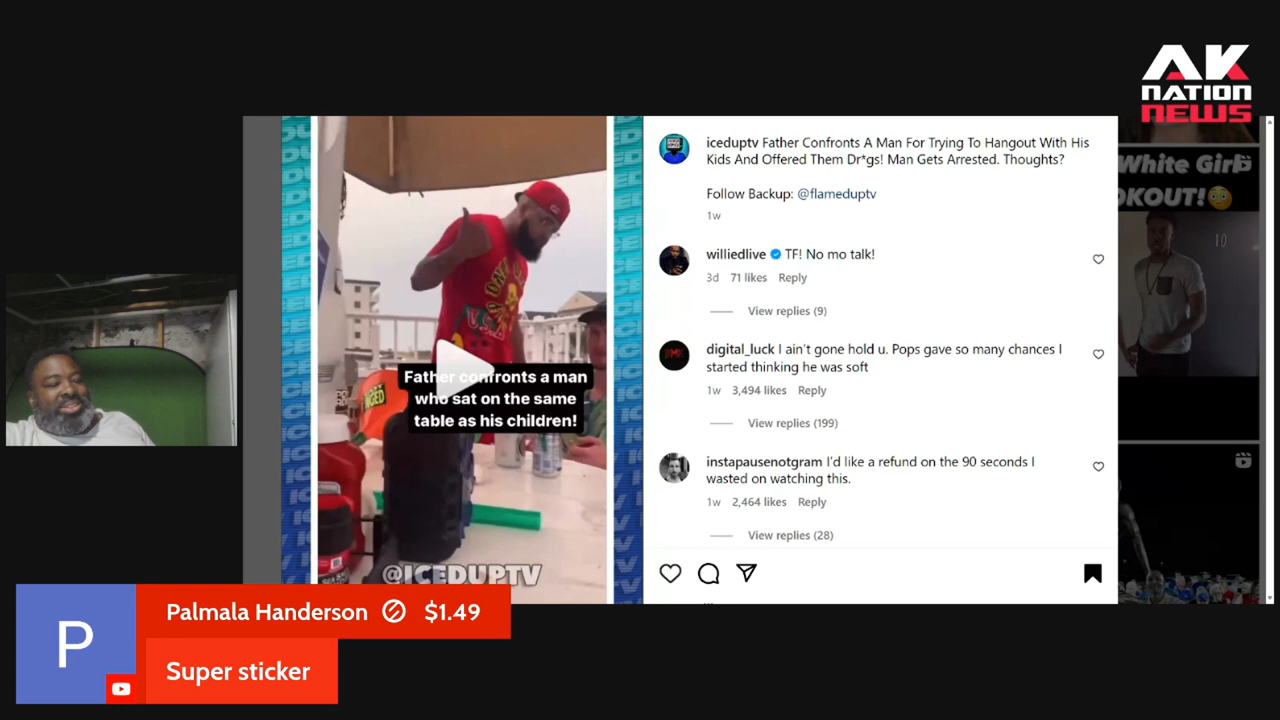 AK
NATION
NEWS
iceduptv Father Confronts A Man For Trying To Hangout With His
Kids And Offered Them Dr*gs! Man Gets Arrested. Thoughts?
Follow Backup: @flameduptv
1w
williedlive TF! No mo talk!
3d 71 likes Reply
View replies (9)
digital_luck I ain't gone hold u. Pops gave so many chances I
started thinking he was soft
1w 3,494 likes Reply
View replies (199)
instapausenotgram I'd like a refund on the 90 seconds I
wasted on watching this.
1w 2,464 likes Reply
View replies (28)
Father confronts a man
who sat on the same
table as his children!
@ICEDUPTV
White Girl
OKOUT!
Palmala Handerson $1.49
P
Super sticker